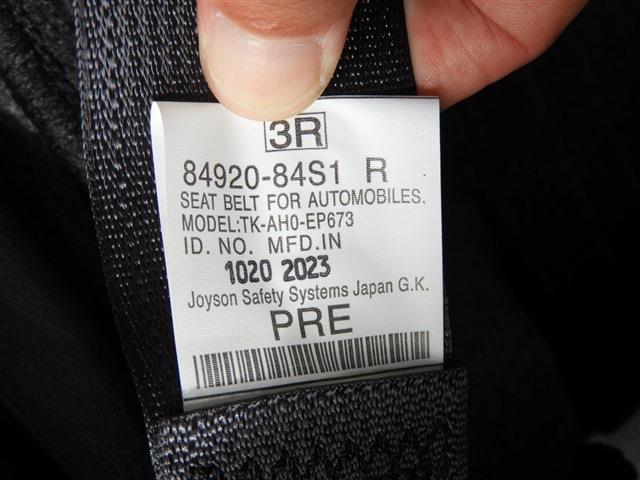 3R
84920-84S1 R
SEAT BELT FOR AUTOMOBILES.
MODEL:TK-AH0-EP673
ID. NO. MFD.IN
1020 2023
Joyson Safety Systems Japan G.K.
PRE